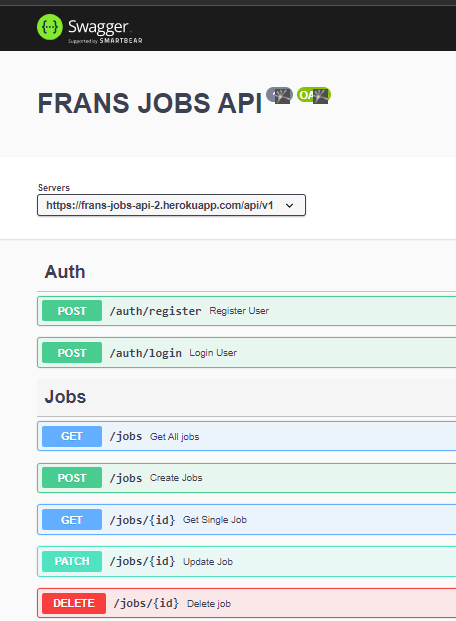 Swagger.
Supported by SMARTBEAR
FRANS JOBS API
Servers
https://frans-jobs-api-2.herokuapp.com/api/v1
Auth
POST /auth/register Register User
POST /auth/login Login User
Jobs
GET /jobs Get All jobs
POST /jobs Create Jobs
GET /jobs/{id} Get Single Job
PATCH /jobs/{id} Update Job
DELETE /jobs/{id} Delete job